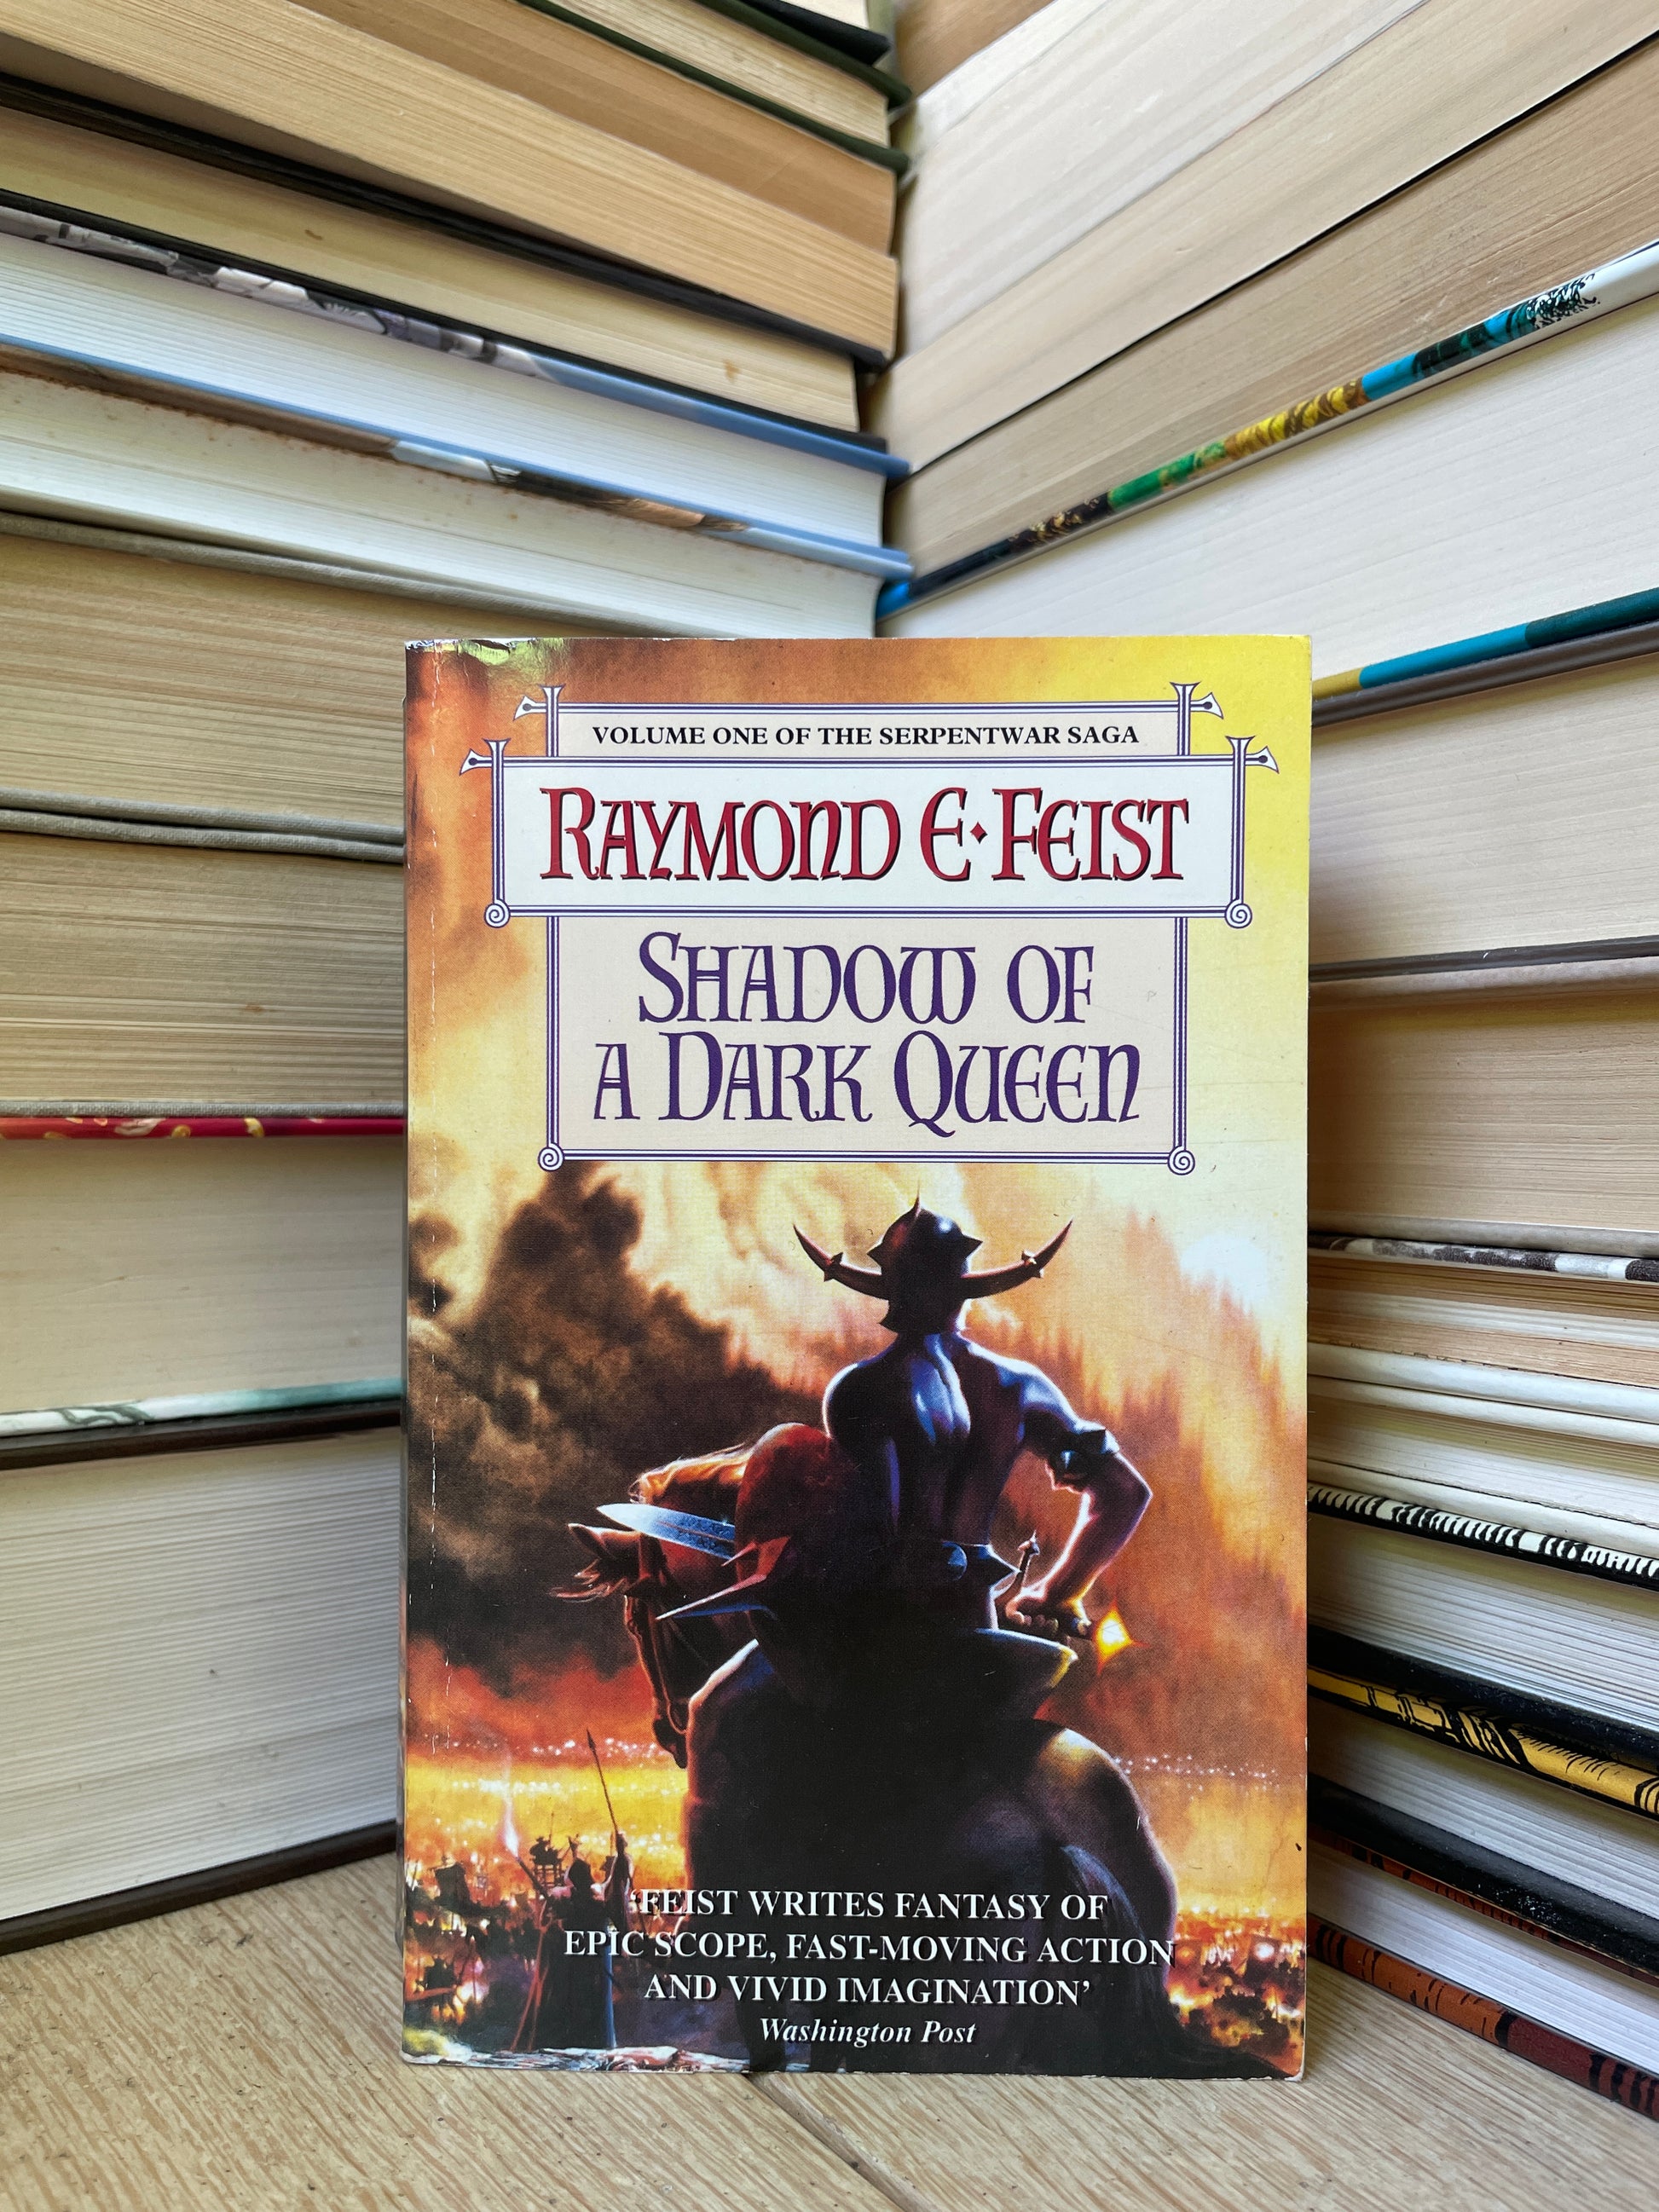 VOLUME ONE OF THE SERPENTWAR SAGA
RAYMOND E·FEIST
SHADOW OF
A DARK QUEEN
‘FEIST WRITES FANTASY OF
EPIC SCOPE, FAST-MOVING ACTION
AND VIVID IMAGINATION’
Washington Post